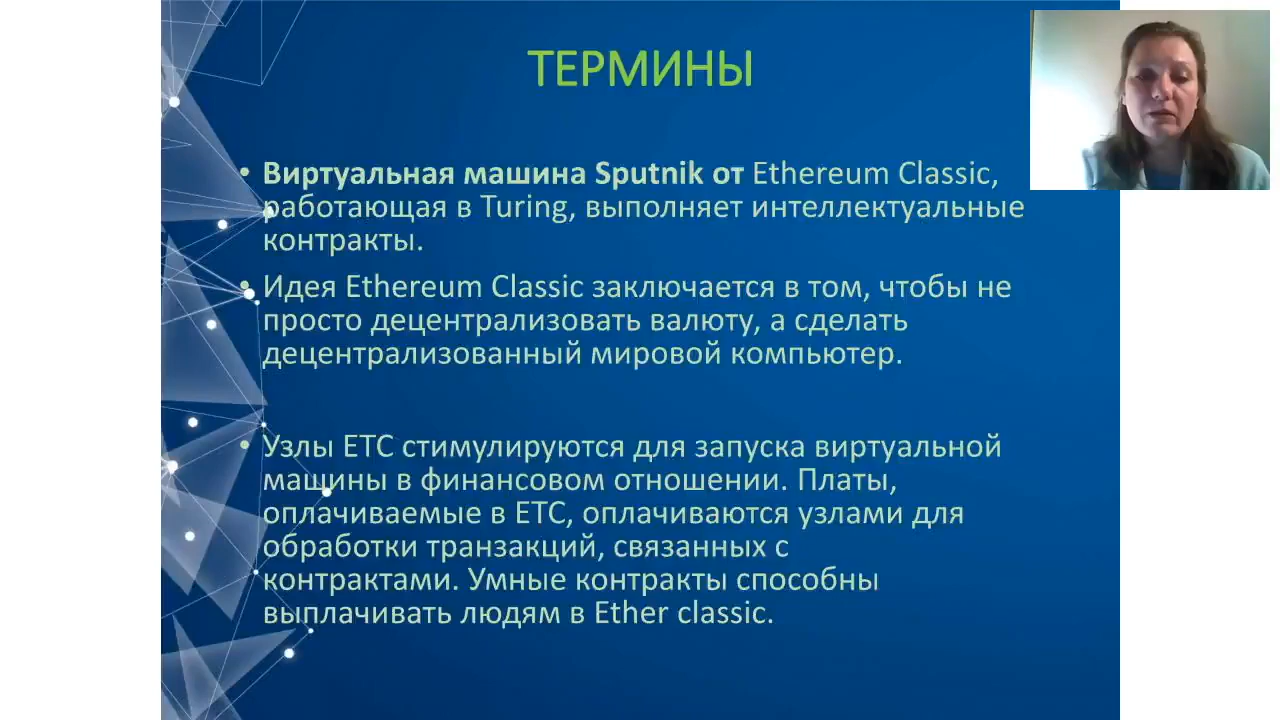 ТЕРМИНЫ
• Виртуальная машина Sputnik от Ethereum Classic,
работающая в Turing, выполняет интеллектуальные
контракты.
• Идея Ethereum Classic заключается в том, чтобы не
просто децентрализовать валюту, а сделать
децентрализованный мировой компьютер.
• Узлы ETC стимулируются для запуска виртуальной
машины в финансовом отношении. Платы,
оплачиваемые в ETC, оплачиваются узлами для
обработки транзакций, связанных с
контрактами. Умные контракты способны
выплачивать людям в Ether classic.